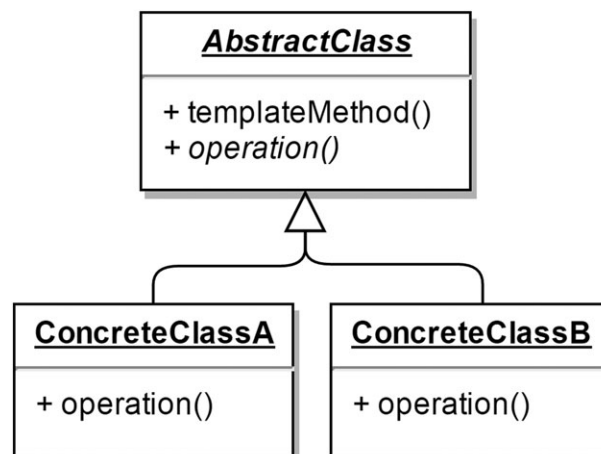 AbstractClass
+ templateMethod()
+ operation()
ConcreteClassA
+ operation()
ConcreteClassB
+ operation()